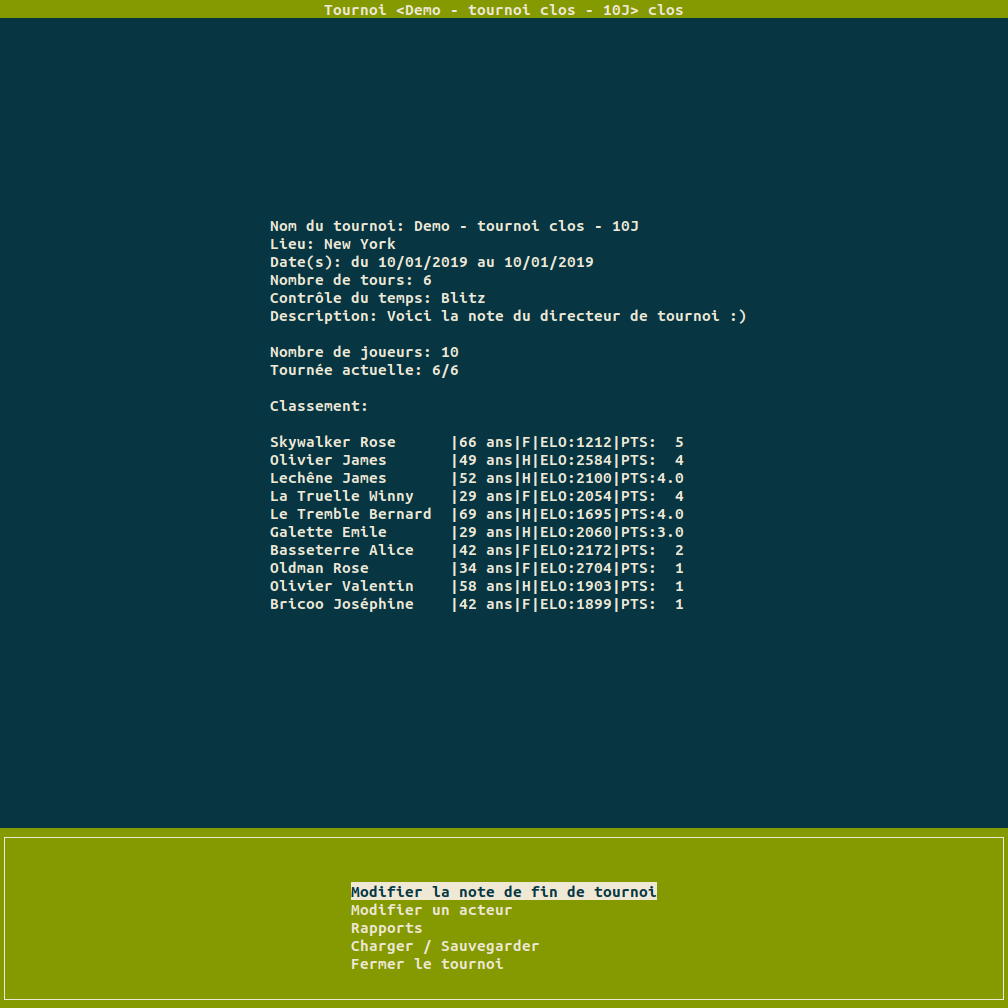 Tournoi <Demo - tournoi clos - 10J> clos
Nom du tournoi: Demo - tournoi clos - 10J
Lieu: New York
Date(s): du 10/01/2019 au 10/01/2019
Nombre de tours: 6
Contrôle du temps: Blitz
Description: Voici la note du directeur de tournoi :)
Nombre de joueurs: 10
Tournée actuelle: 6/6
Classement:
Skywalker Rose      |66 ans|F|ELO:1212|PTS:  5
Olivier James       |49 ans|H|ELO:2584|PTS:  4
Lechêne James       |52 ans|H|ELO:2100|PTS:4.0
La Truelle Winny    |29 ans|F|ELO:2054|PTS:  4
Le Tremble Bernard  |69 ans|H|ELO:1695|PTS:4.0
Galette Emile       |29 ans|H|ELO:2060|PTS:3.0
Basseterre Alice    |42 ans|F|ELO:2172|PTS:  2
Oldman Rose         |34 ans|F|ELO:2704|PTS:  1
Olivier Valentin    |58 ans|H|ELO:1903|PTS:  1
Bricoo Joséphine    |42 ans|F|ELO:1899|PTS:  1
Modifier la note de fin de tournoi
Modifier un acteur
Rapports
Charger / Sauvegarder
Fermer le tournoi